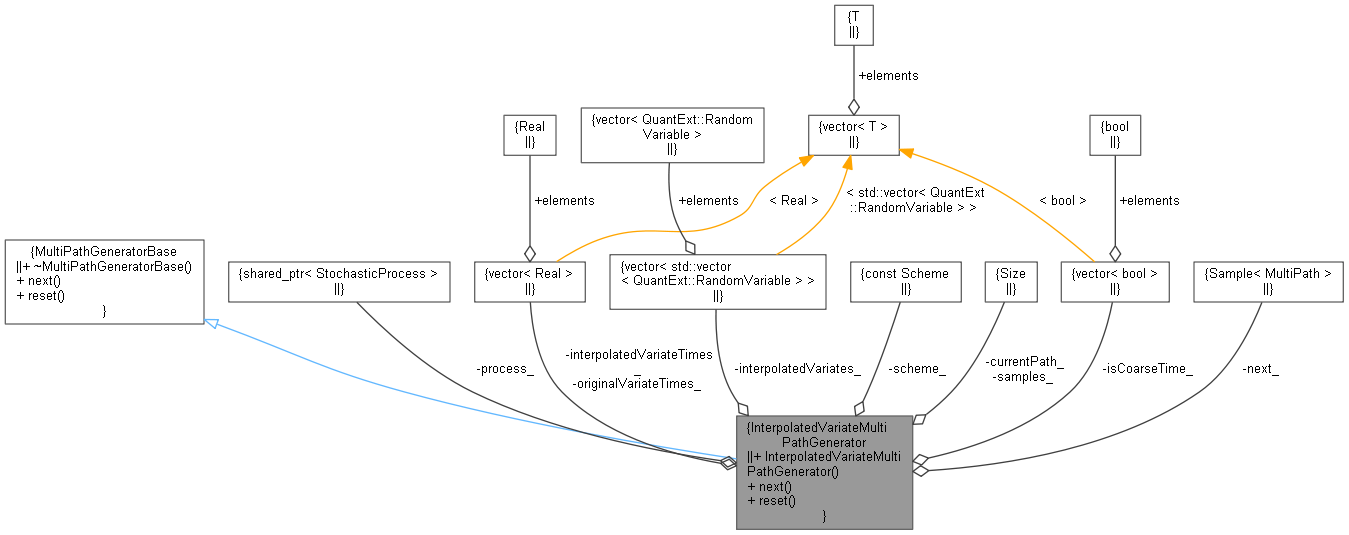 {T
||}
+elements
{Real
||}
{vector< QuantExt::Random
Variable >
||}
{vector< T >
||}
{bool
||}
+elements
+elements
< Real >
< std::vector< QuantExt
::RandomVariable > >
< bool >
+elements
{MultiPathGeneratorBase
||+ ~MultiPathGeneratorBase()
+ next()
+ reset()
}
{shared_ptr< StochasticProcess >
||}
{vector< Real >
||}
{vector< std::vector
< QuantExt::RandomVariable > >
||}
{const Scheme
||}
{Size
||}
{vector< bool >
||}
{Sample< MultiPath >
||}
-process_
-interpolatedVariateTimes
_
-originalVariateTimes_
-interpolatedVariates_
-scheme_
-currentPath_
-samples_
-isCoarseTime_
-next_
{InterpolatedVariateMulti
PathGenerator
||+ InterpolatedVariateMulti
PathGenerator()
+ next()
+ reset()
}